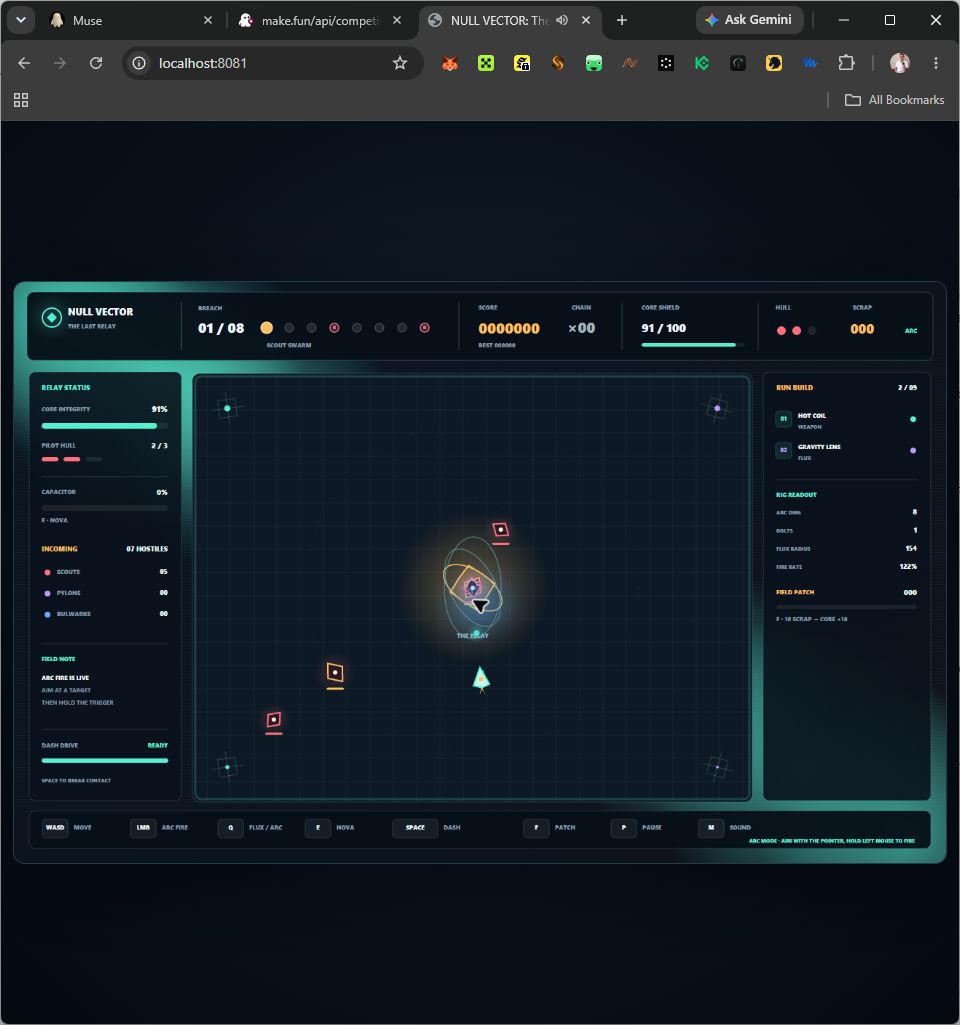 Muse
make.fun/api/competi
NULL VECTOR: The
Ask Gemini
localhost:8081
All Bookmarks
NULL VECTOR
THE LAST RELAY
BREACH
01 / 08
SCOUT SWARM
SCORE
0000000
BEST 000000
CHAIN
×00
CORE SHIELD
91 / 100
HULL
SCRAP
000
ARC
RELAY STATUS
CORE INTEGRITY 91%
PILOT HULL 2 / 3
CAPACITOR 0%
E · NOVA
INCOMING 07 HOSTILES
SCOUTS 05
PYLONS 00
BULWARKS 00
FIELD NOTE
ARC FIRE IS LIVE
AIM AT A TARGET
THEN HOLD THE TRIGGER
DASH DRIVE READY
SPACE TO BREAK CONTACT
THE RELAY
RUN BUILD 2 / 09
01 HOT COIL
WEAPON
02 GRAVITY LENS
FLUX
RIG READOUT
ARC DMG 8
BOLTS 1
FLUX RADIUS 154
FIRE RATE 122%
FIELD PATCH 000
F · 10 SCRAP → CORE +18
WASD MOVE
LMB ARC FIRE
Q FLUX / ARC
E NOVA
SPACE DASH
F PATCH
P PAUSE
M SOUND
ARC MODE · AIM WITH THE POINTER, HOLD LEFT MOUSE TO FIRE